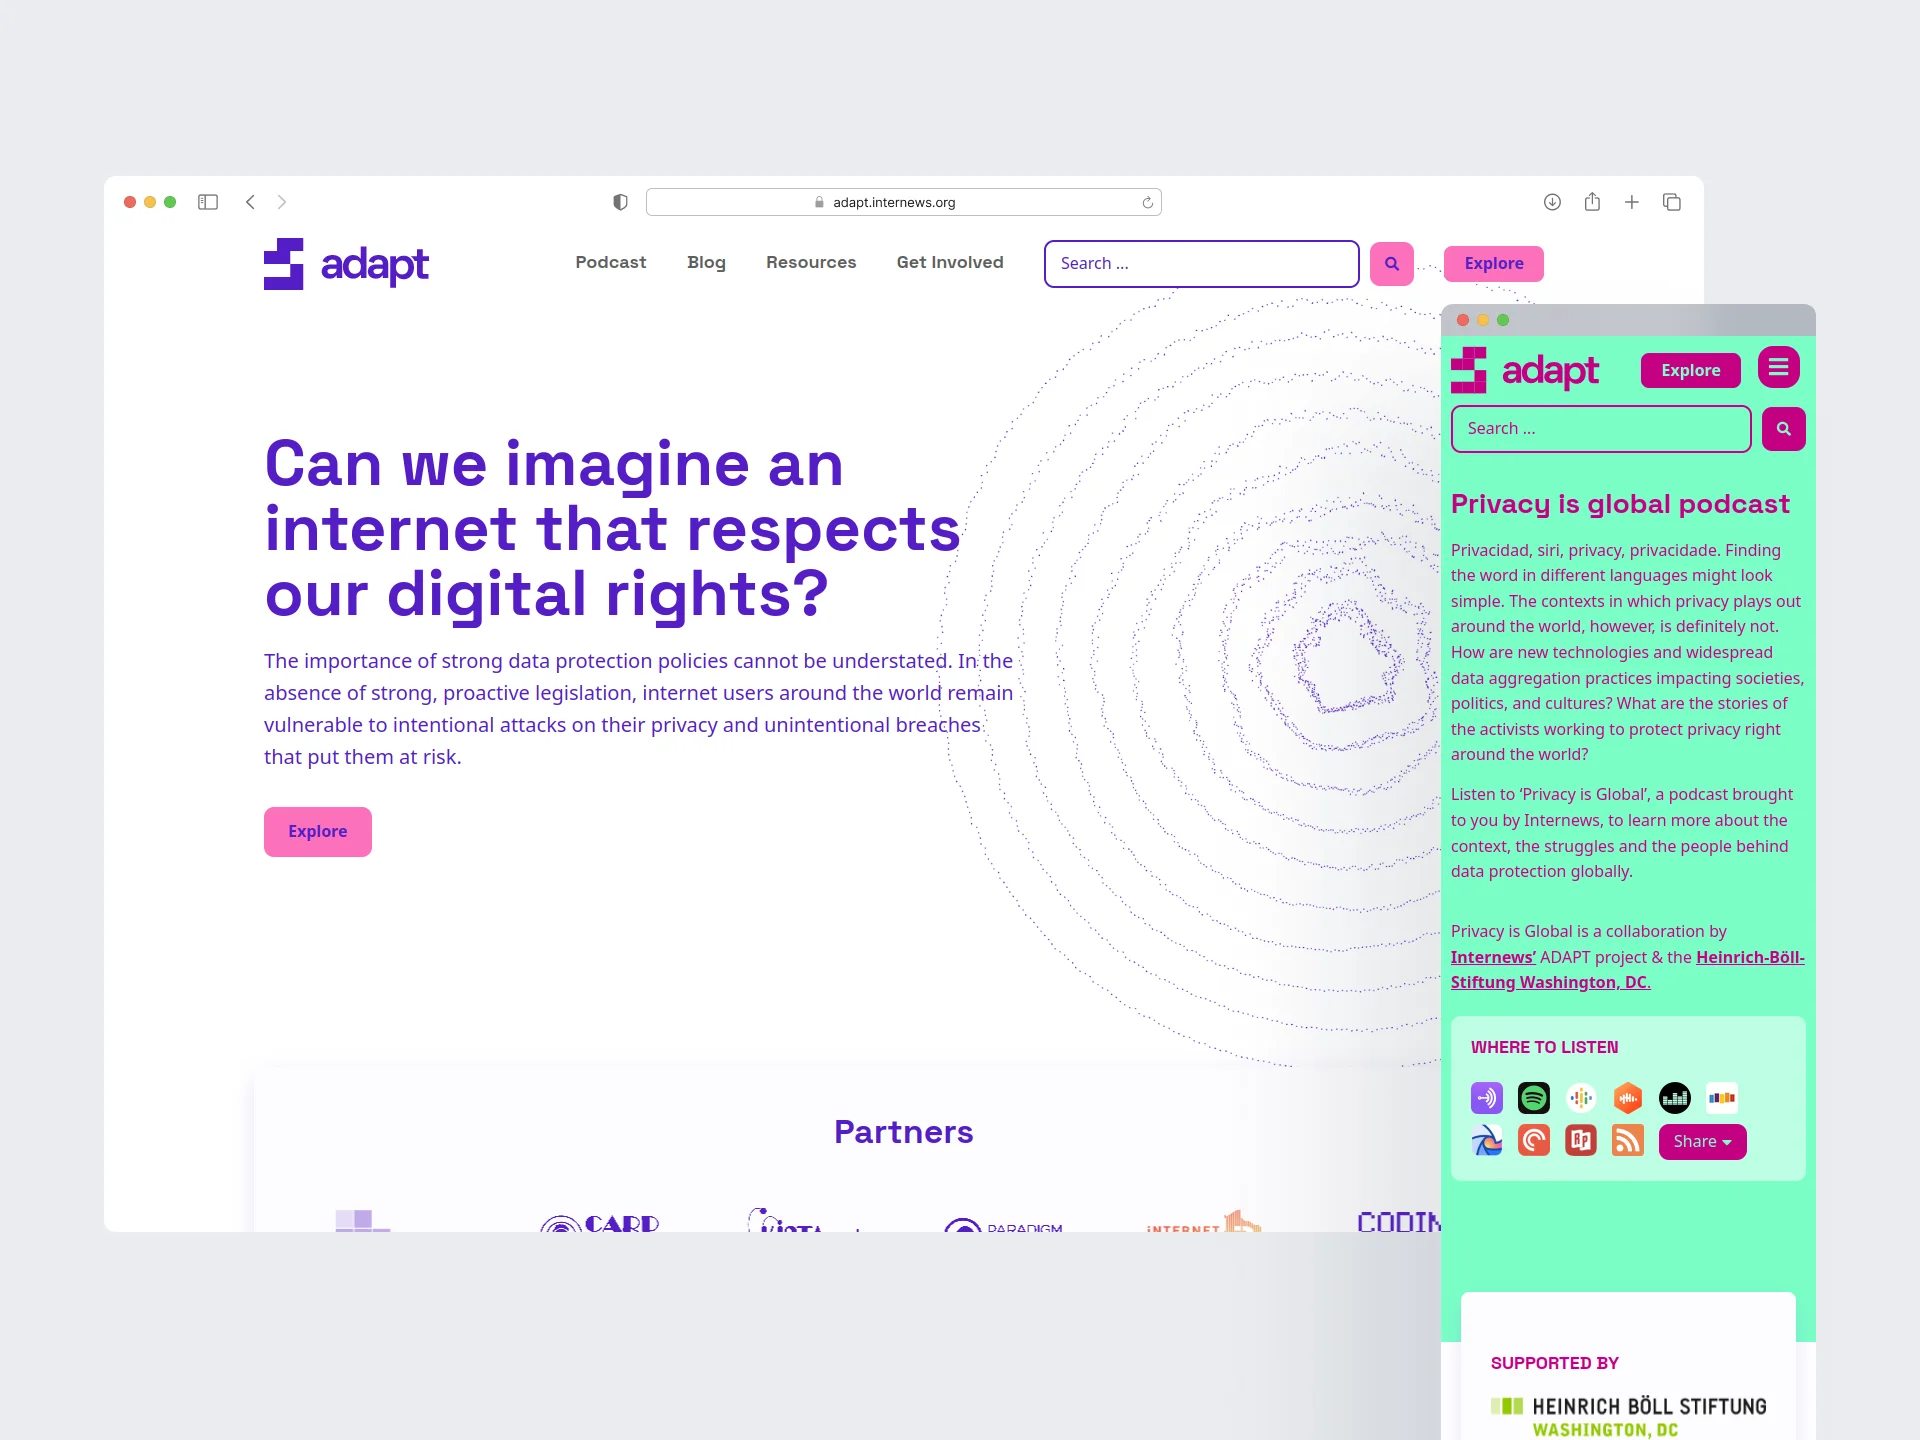 adapt.internews.org
adapt
Podcast
Blog
Resources
Get Involved
Search ...
Explore
Can we imagine an
internet that respects
our digital rights?
The importance of strong data protection policies cannot be understated. In the
absence of strong, proactive legislation, internet users around the world remain
vulnerable to intentional attacks on their privacy and unintentional breaches
that put them at risk.
Explore
Partners
PARADIGM
INTERNET
adapt
Explore
Search ...
Privacy is global podcast
Privacidad, siri, privacy, privacidade. Finding
the word in different languages might look
simple. The contexts in which privacy plays out
around the world, however, is definitely not.
How are new technologies and widespread
data aggregation practices impacting societies,
politics, and cultures? What are the stories of
the activists working to protect privacy right
around the world?
Listen to ‘Privacy is Global’, a podcast brought
to you by Internews, to learn more about the
context, the struggles and the people behind
data protection globally.
Privacy is Global is a collaboration by
Internews’ ADAPT project & the Heinrich-Böll-
Stiftung Washington, DC.
WHERE TO LISTEN
Share
SUPPORTED BY
HEINRICH BÖLL STIFTUNG
WASHINGTON, DC